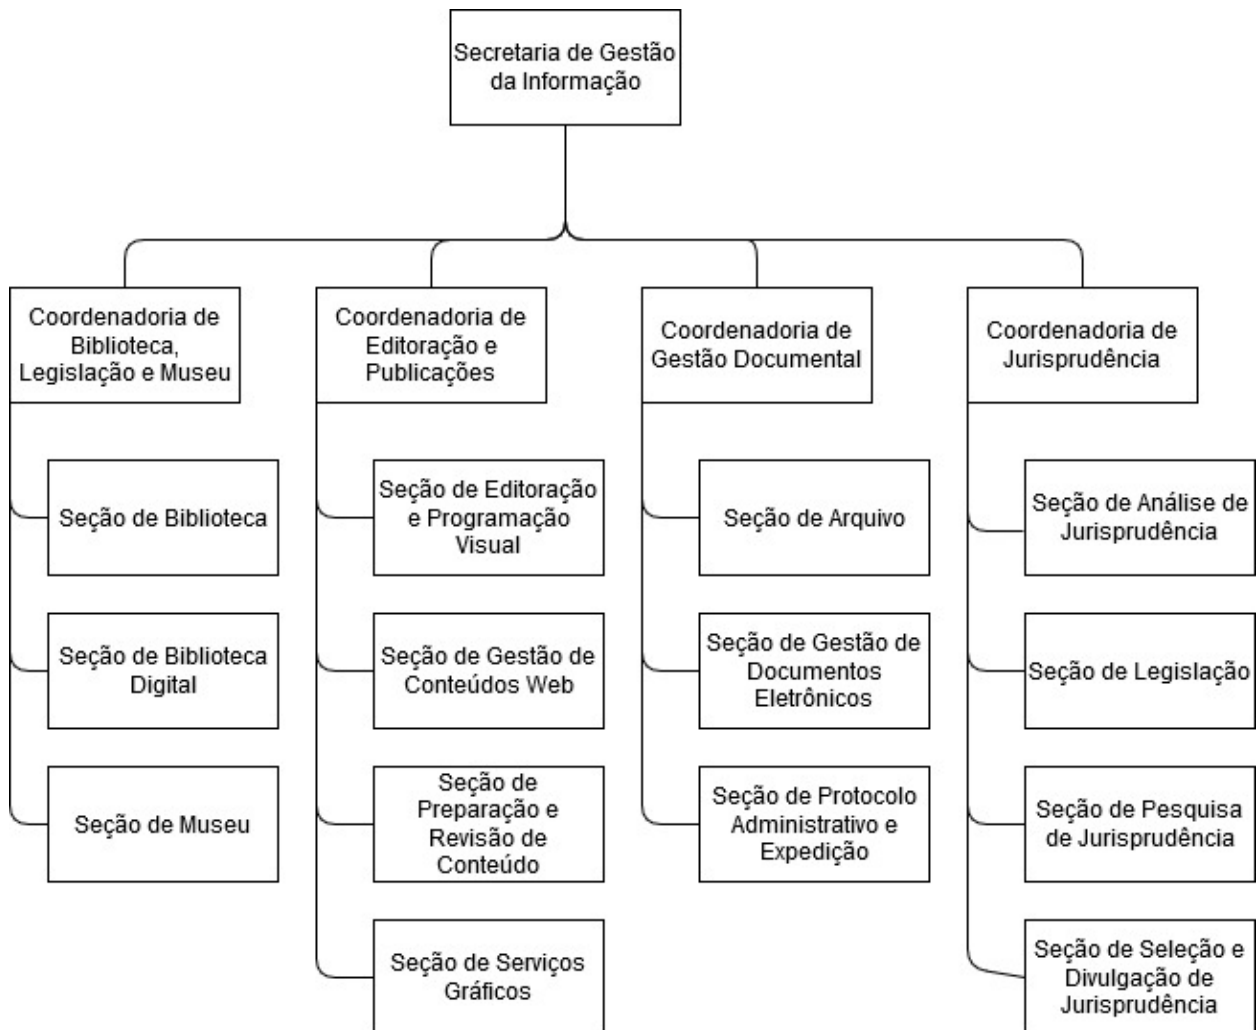 Secretaria de Gestão
da Informação
Coordenadoria de
Biblioteca,
Legislação e Museu
Coordenadoria de
Editoração e
Publicações
Coordenadoria de
Gestão Documental
Coordenadoria de
Jurisprudência
Seção de Biblioteca
Seção de Editoração
e Programação
Visual
Seção de Arquivo
Seção de Análise de
Jurisprudência
Seção de Biblioteca
Digital
Seção de Gestão de
Conteúdos Web
Seção de Gestão de
Documentos
Eletrônicos
Seção de Legislação
Seção de Museu
Seção de
Preparação e
Revisão de
Conteúdo
Seção de Protocolo
Administrativo e
Expedição
Seção de Pesquisa
de Jurisprudência
Seção de Serviços
Gráficos
Seção de Seleção e
Divulgação de
Jurisprudência